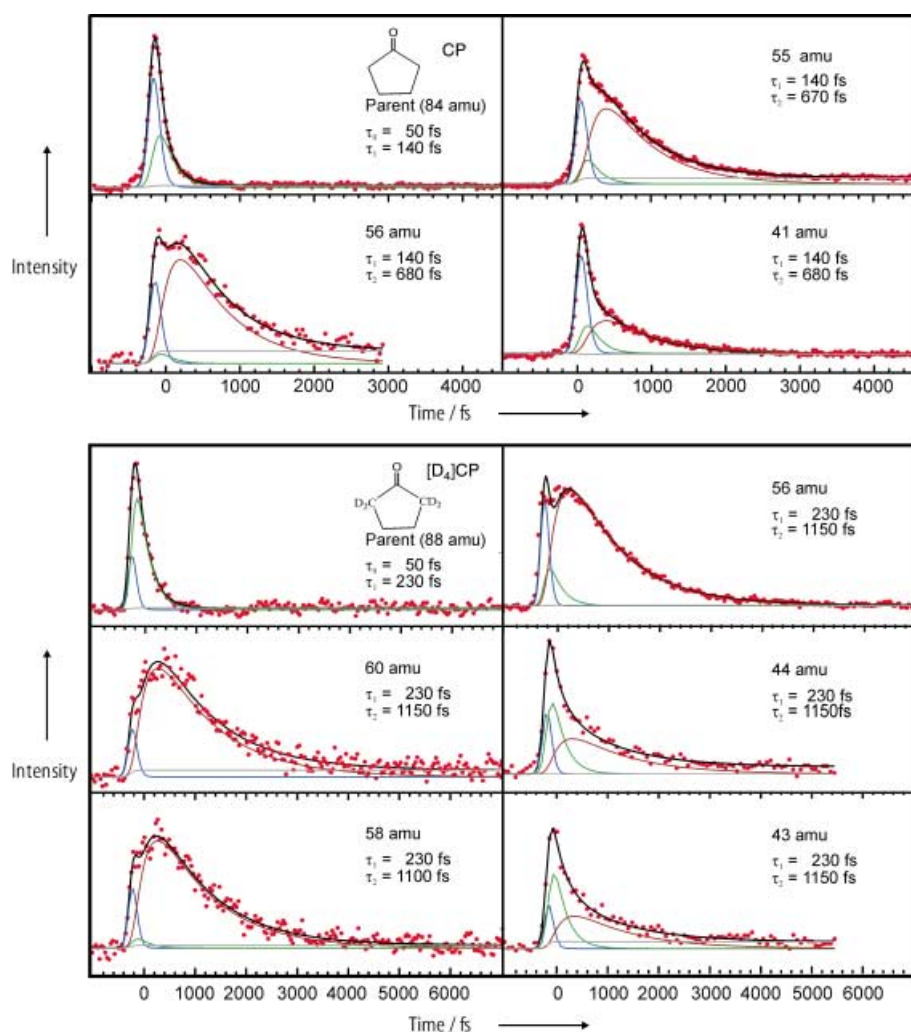 O
CP
Parent (84 amu)
τ₀ = 50 fs
τ₁ = 140 fs
55 amu
τ₁ = 140 fs
τ₂ = 670 fs
Intensity
56 amu
τ₁ = 140 fs
τ₂ = 680 fs
41 amu
τ₁ = 140 fs
τ₂ = 680 fs
0 1000 2000 3000 4000
0 1000 2000 3000 4000
Time / fs
O
[D₄]CP
D₂ D₂
Parent (88 amu)
τ₀ = 50 fs
τ₁ = 230 fs
56 amu
τ₁ = 230 fs
τ₂ = 1150 fs
60 amu
τ₁ = 230 fs
τ₂ = 1150 fs
44 amu
τ₁ = 230 fs
τ₂ = 1150fs
Intensity
58 amu
τ₁ = 230 fs
τ₂ = 1100 fs
43 amu
τ₁ = 230 fs
τ₂ = 1150 fs
0 1000 2000 3000 4000 5000 6000
0 1000 2000 3000 4000 5000 6000
Time / fs